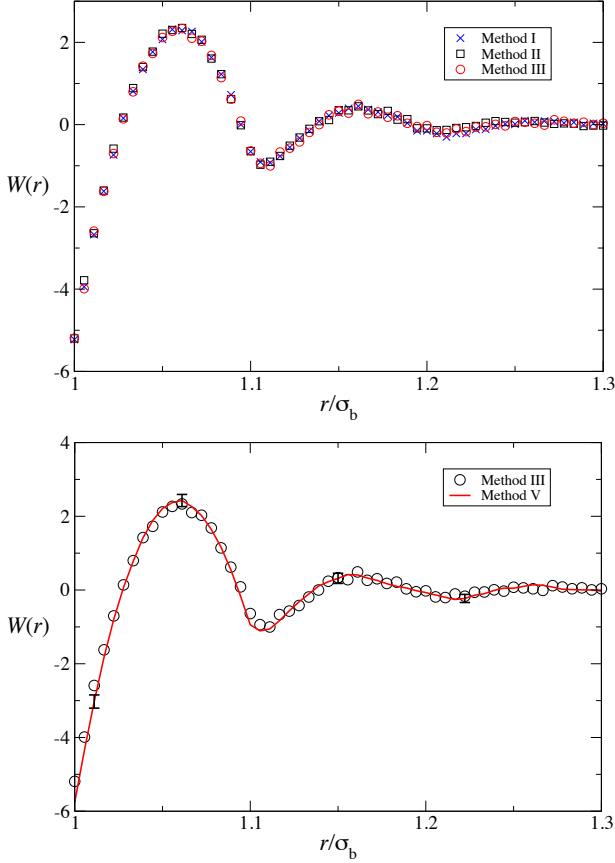 2
0
-2
-4
-6
W(r)
Method I
Method II
Method III
1
1.1
1.2
1.3
r/σb
4
2
0
-2
-4
-6
W(r)
Method III
Method V
1
1.1
1.2
1.3
r/σb